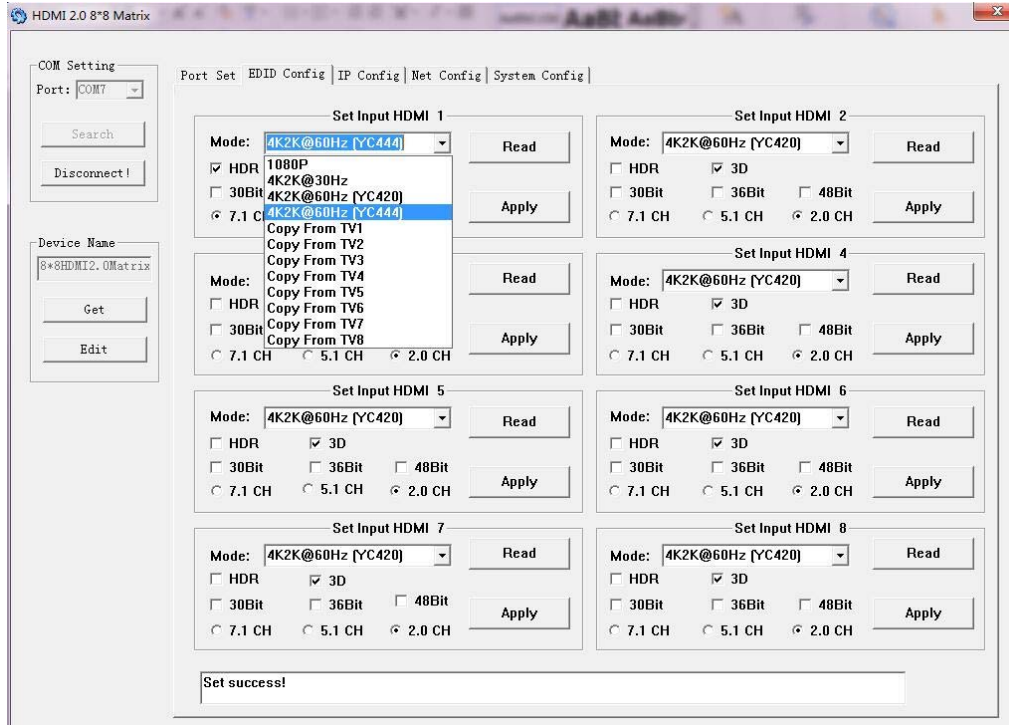 HDMI 2.0 8*8 Matrix
AaBb AaBb
COM Setting
Port: COM7
Search
Disconnect!
Device Name
8*8HDMI2.0Matrix
Get
Edit
Port Set EDID Config IP Config Net Config System Config
Set Input HDMI 1
Mode: 4K2K@60Hz (YC444) Read
HDR
30Bit
7.1 Apply
1080P
4K2K@30Hz
4K2K@60Hz (YC420)
4K2K@60Hz (YC444)
Copy From TV1
Copy From TV2
Copy From TV3
Copy From TV4
Copy From TV5
Copy From TV6
Copy From TV7
Copy From TV8
Set Input HDMI 2
Mode: 4K2K@60Hz (YC420) Read
HDR 3D
30Bit 36Bit 48Bit
7.1 CH 5.1 CH 2.0 CH Apply
Mode: Read
HDR
30Bit Apply
7.1 CH 5.1 CH 2.0 CH
Set Input HDMI 4
Mode: 4K2K@60Hz (YC420) Read
HDR 3D
30Bit 36Bit 48Bit
7.1 CH 5.1 CH 2.0 CH Apply
Set Input HDMI 5
Mode: 4K2K@60Hz (YC420) Read
HDR 3D
30Bit 36Bit 48Bit
7.1 CH 5.1 CH 2.0 CH Apply
Set Input HDMI 6
Mode: 4K2K@60Hz (YC420) Read
HDR 3D
30Bit 36Bit 48Bit
7.1 CH 5.1 CH 2.0 CH Apply
Set Input HDMI 7
Mode: 4K2K@60Hz (YC420) Read
HDR 3D
30Bit 36Bit 48Bit
7.1 CH 5.1 CH 2.0 CH Apply
Set Input HDMI 8
Mode: 4K2K@60Hz (YC420) Read
HDR 3D
30Bit 36Bit 48Bit
7.1 CH 5.1 CH 2.0 CH Apply
Set success!